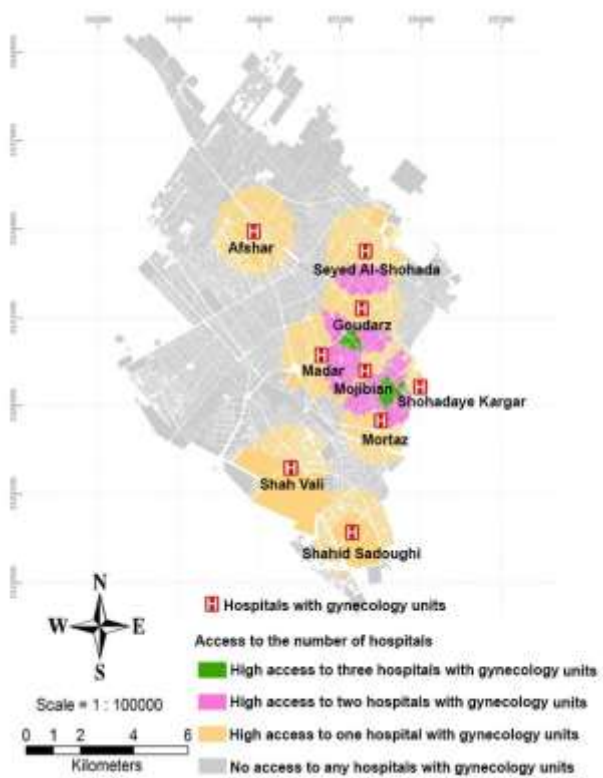 Afshar
Seyed Al-Shohada
Goudarz
Madar
Mojibian
Shohadaye Kargar
Mortaz
Shah Vali
Shahid Sadoughi
N
W E
S
Hospitals with gynecology units
Access to the number of hospitals
High access to three hospitals with gynecology units
High access to two hospitals with gynecology units
High access to one hospital with gynecology units
No access to any hospitals with gynecology units
Scale = 1 : 100000
0 1 2 4 6
Kilometers